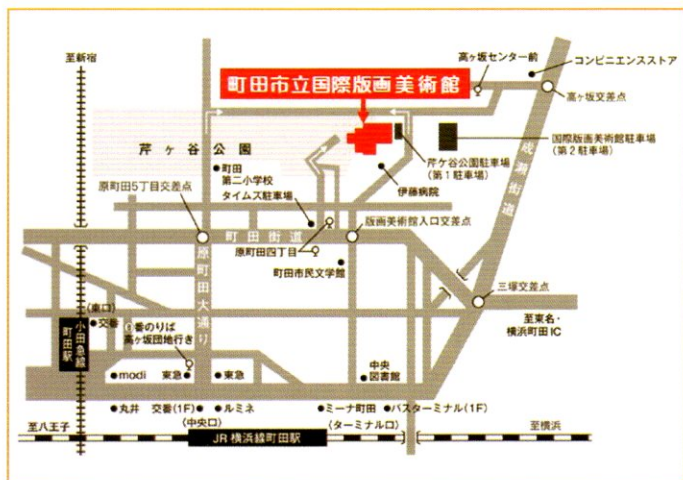 至新宿
高ヶ坂センター前
コンビニエンスストア
町田市立国際版画美術館
高ヶ坂交差点
芹ヶ谷公園
国際版画美術館駐車場
(第2駐車場)
芹ヶ谷公園駐車場
(第1駐車場)
成瀬街道
町田
第二小学校
伊藤病院
原町田5丁目交差点
タイムズ駐車場
版画美術館入口交差点
町田街道
原町田四丁目
町田市民文学館
原町田大通り
三塚交差点
(東口)
交番
小田急線
町田駅
③番のりば
高ヶ坂団地行き
至東名・
横浜町田IC
modi
東急
東急
中央
図書館
丸井
交番(1F)
ルミネ
ミーナ町田
バスターミナル(1F)
至八王子
(中央口)
(ターミナル口)
至横浜
JR横浜線町田駅